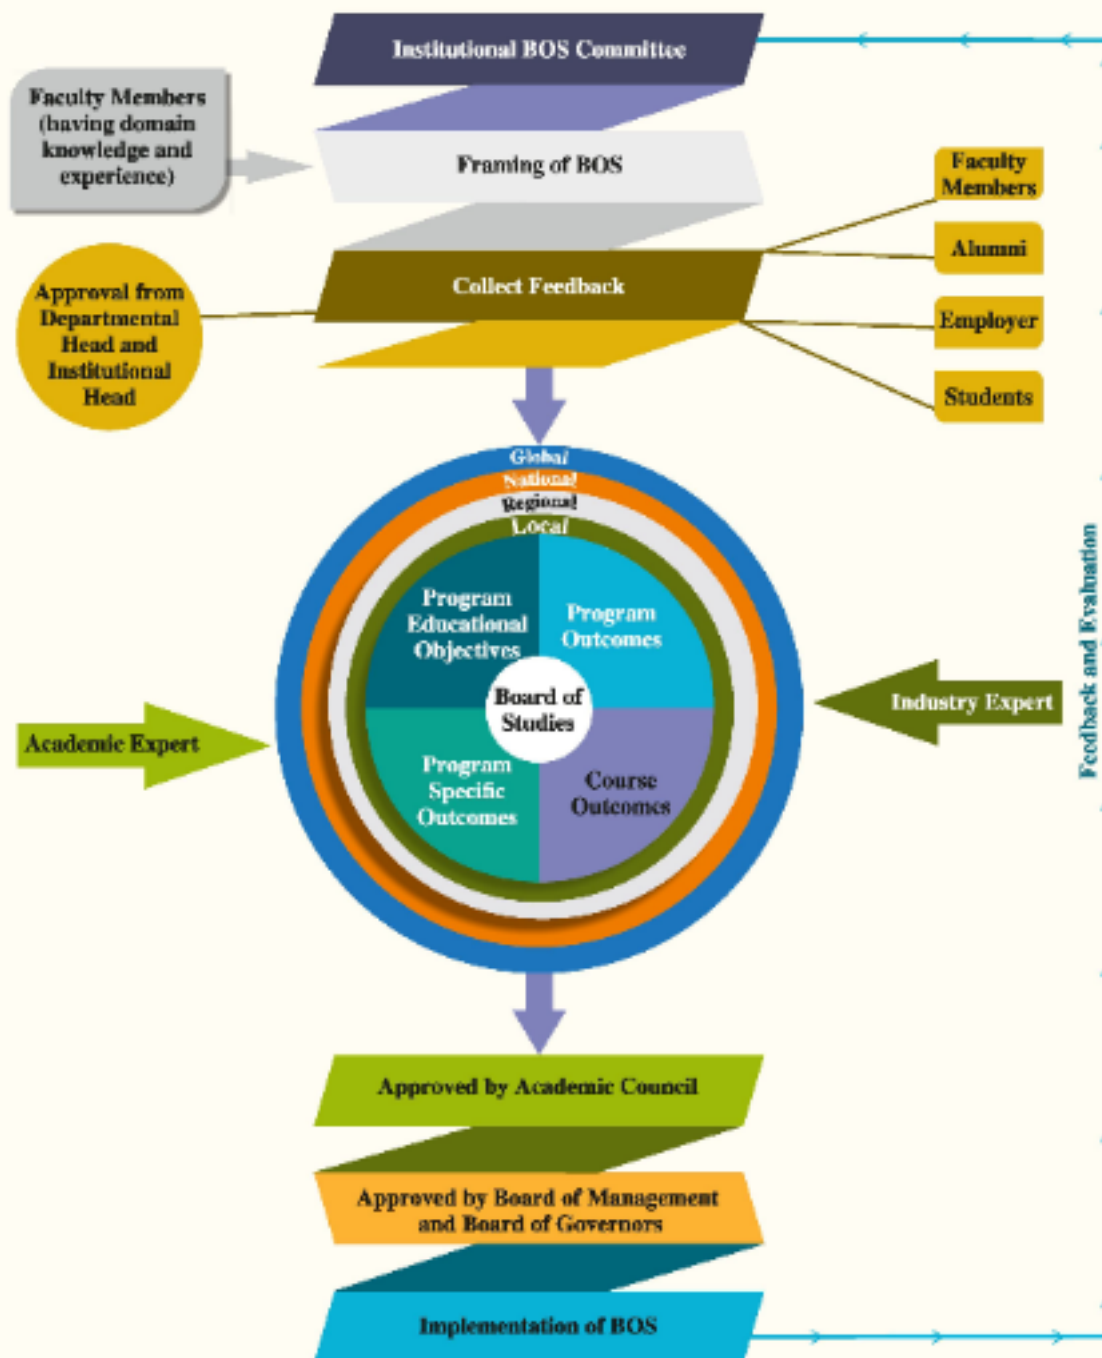 Institutional BOS Committee
Faculty Members
(having domain
knowledge and
experience)
Framing of BOS
Faculty
Members
Alumni
Employer
Students
Collect Feedback
Approval from
Departmental
Head and
Institutional
Head
Global
National
Regional
Local
Program
Educational
Objectives
Program
Outcomes
Board of
Studies
Program
Specific
Outcomes
Course
Outcomes
Academic Expert
Industry Expert
Feedback and Evaluation
Approved by Academic Council
Approved by Board of Management
and Board of Governors
Implementation of BOS